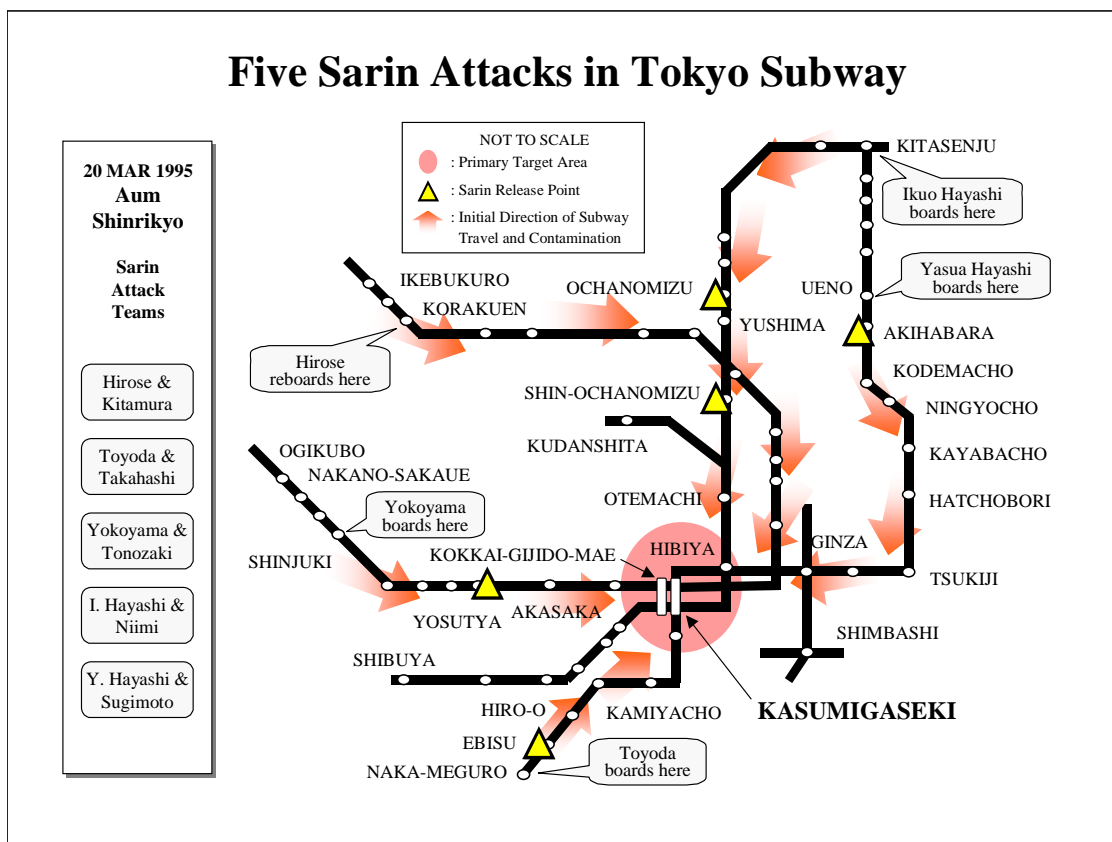 Five Sarin Attacks in Tokyo Subway
20 MAR 1995
Aum
Shinrikyo
Sarin
Attack
Teams
Hirose &
Kitamura
Toyoda &
Takahashi
Yokoyama &
Tonozaki
I. Hayashi &
Niimi
Y. Hayashi &
Sugimoto
NOT TO SCALE
: Primary Target Area
: Sarin Release Point
: Initial Direction of Subway
Travel and Contamination
KITASENJU
Ikuo Hayashi
boards here
IKEBUKURO
KORAKUEN
OCHANOMIZU
UENO
Yasua Hayashi
boards here
YUSHIMA
AKIHABARA
Hirose
reboards here
KODEMACHO
SHIN-OCHANOMIZU
NINGYOCHO
KUDANSHITA
OGIKUBO
KAYABACHO
NAKANO-SAKAUE
OTEMACHI
HATCHOBORI
Yokoyama
boards here
KOKKAI-GIJIDO-MAE
HIBIYA
GINZA
SHINJUKI
TSUKIJI
YOSUTYA
AKASAKA
SHIMBASHI
SHIBUYA
HIRO-O
KAMIYACHO
KASUMIGASEKI
EBISU
NAKA-MEGURO
Toyoda
boards here